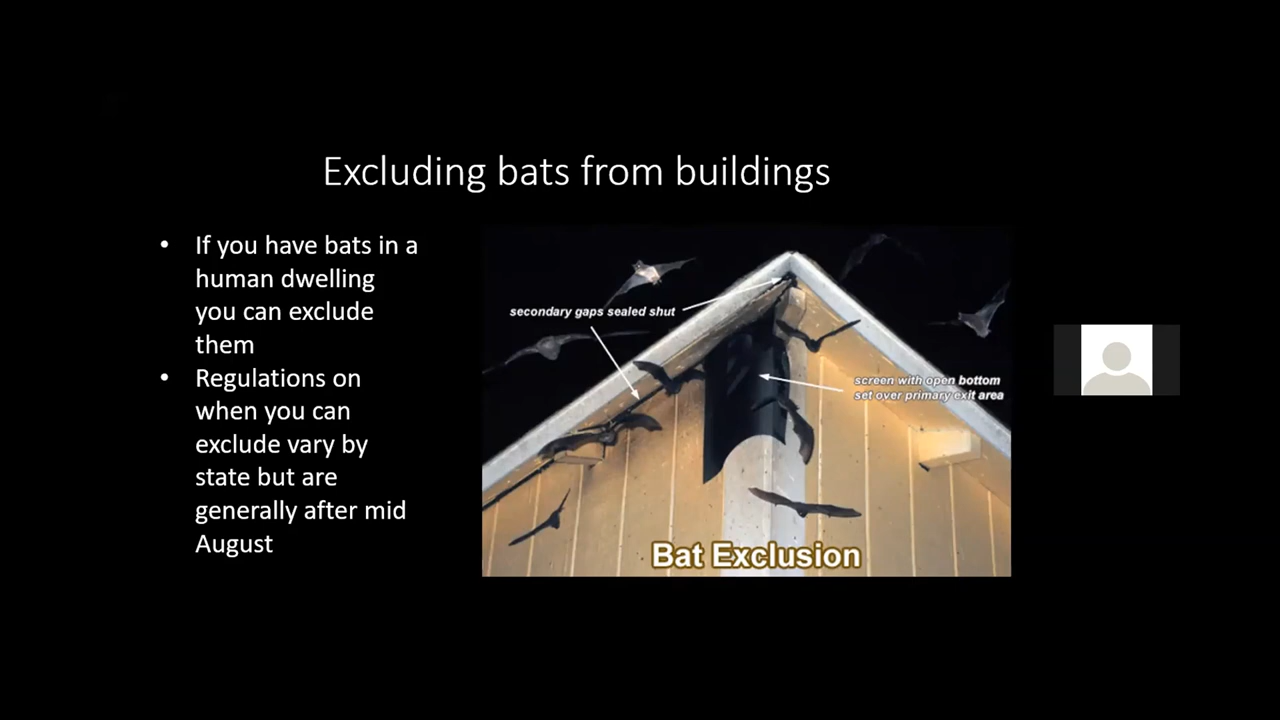 Excluding bats from buildings
• If you have bats in a
human dwelling
you can exclude
them
• Regulations on
when you can
exclude vary by
state but are
generally after mid
August
secondary gaps sealed shut
screen with open bottom
set over primary exit area
Bat Exclusion